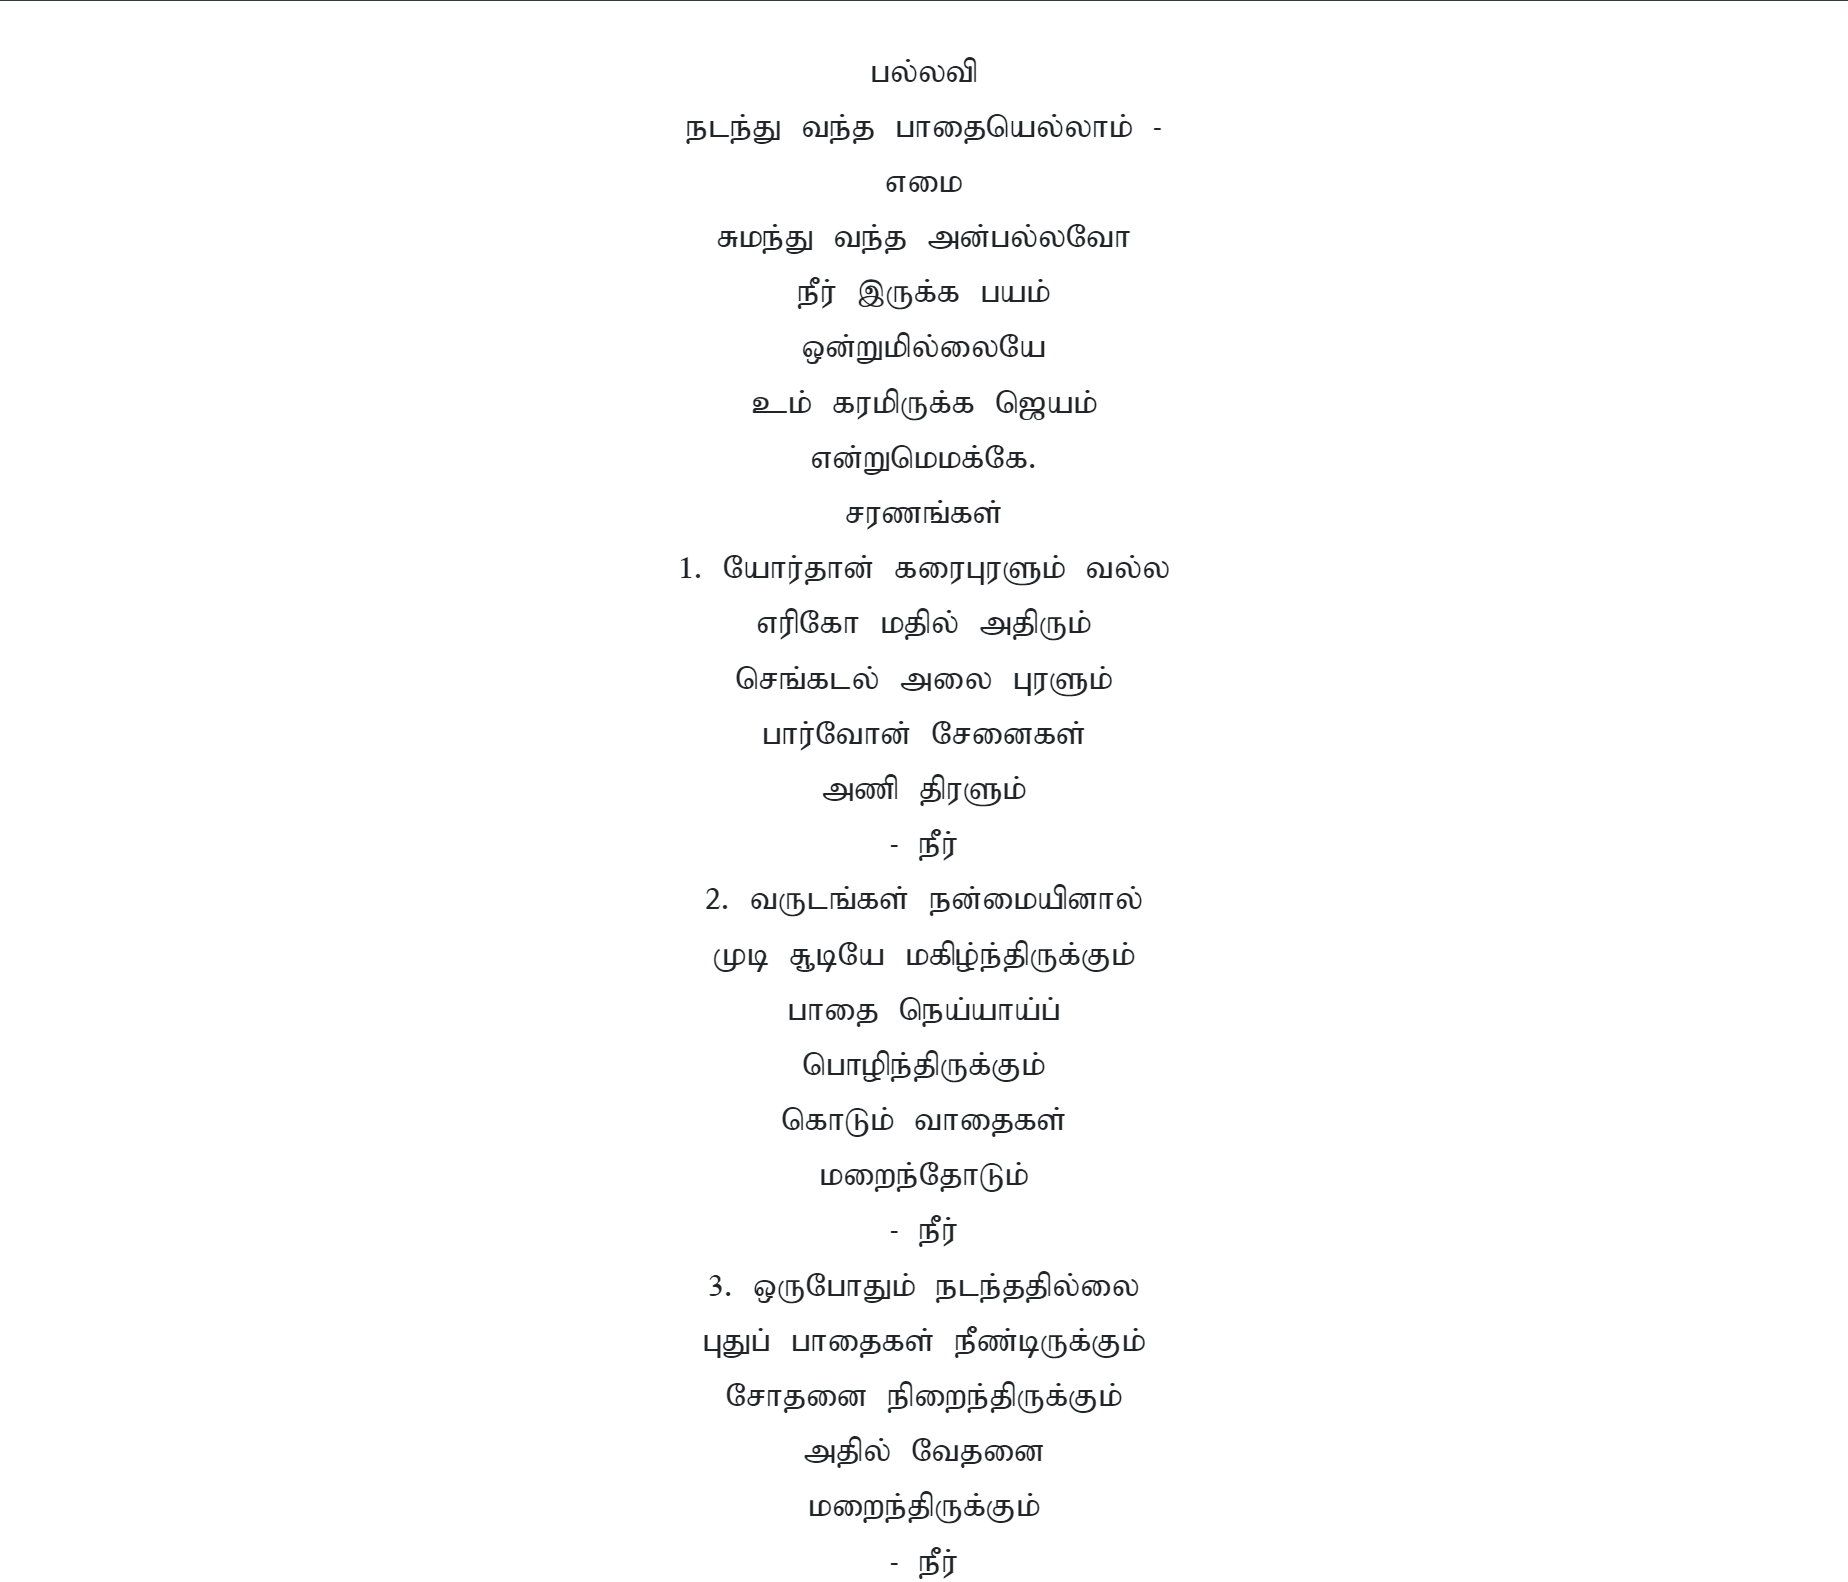 பல்லவி
நடந்து வந்த பாதையெல்லாம் -
எமை
சுமந்து வந்த அன்பல்லவோ
நீர் இருக்க பயம்
ஒன்றுமில்லையே
உம் கரமிருக்க ஜெயம்
என்றுமெமக்கே.
சரணங்கள்
1. யோர்தான் கரைபுரளும் வல்ல
எரிகோ மதில் அதிரும்
செங்கடல் அலை புரளும்
பார்வோன் சேனைகள்
அணி திரளும்
- நீர்
2. வருடங்கள் நன்மையினால்
முடி சூடியே மகிழ்ந்திருக்கும்
பாதை நெய்யாய்ப்
பொழிந்திருக்கும்
கொடும் வாதைகள்
மறைந்தோடும்
- நீர்
3. ஒருபோதும் நடந்ததில்லை
புதுப் பாதைகள் நீண்டிருக்கும்
சோதனை நிறைந்திருக்கும்
அதில் வேதனை
மறைந்திருக்கும்
- நீர்